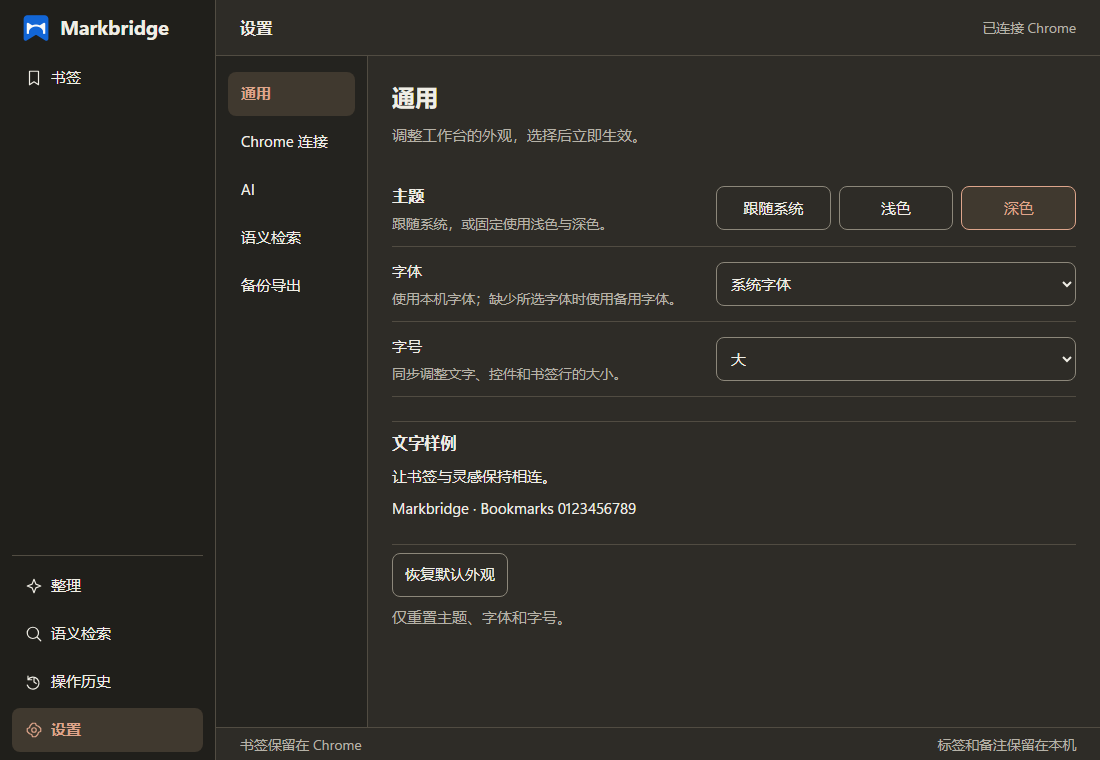 Markbridge
书签
整理
语义检索
操作历史
设置
设置
已连接 Chrome
通用
Chrome 连接
AI
语义检索
备份导出
通用
调整工作台的外观，选择后立即生效。
主题
跟随系统，或固定使用浅色与深色。
跟随系统
浅色
深色
字体
使用本机字体；缺少所选字体时使用备用字体。
系统字体
字号
同步调整文字、控件和书签行的大小。
大
文字样例
让书签与灵感保持相连。
Markbridge · Bookmarks 0123456789
恢复默认外观
仅重置主题、字体和字号。
书签保留在 Chrome
标签和备注保留在本机